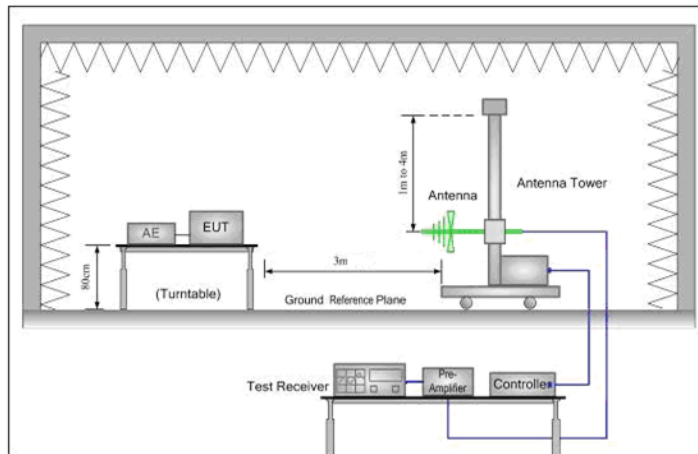 1m to 4m
Antenna
Antenna Tower
AE
EUT
80cm
(Turntable)
3m
Ground Reference Plane
Test Receiver
Pre-
Amplifier
Controlle